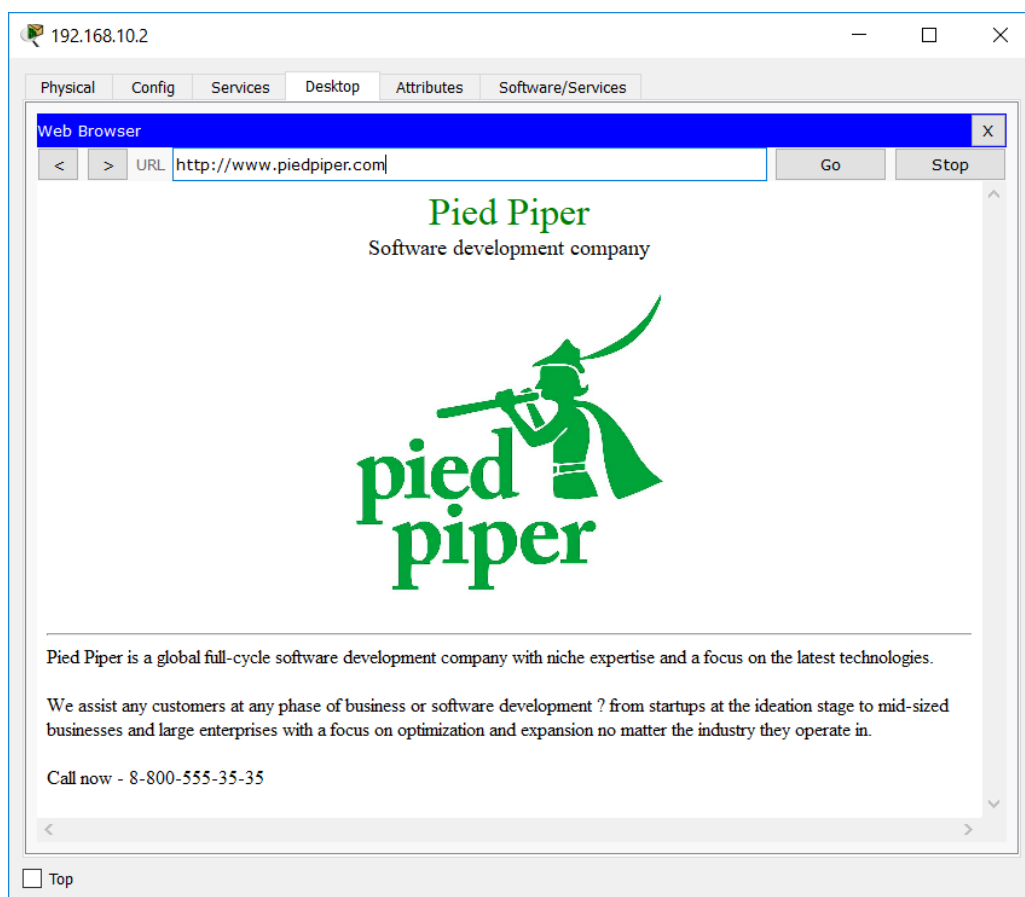 192.168.10.2
Physical Config Services Desktop Attributes Software/Services
Web Browser X
< > URL http://www.piedpiper.com Go Stop
Pied Piper
Software development company
pied
piper
Pied Piper is a global full-cycle software development company with niche expertise and a focus on the latest technologies.
We assist any customers at any phase of business or software development ? from startups at the ideation stage to mid-sized
businesses and large enterprises with a focus on optimization and expansion no matter the industry they operate in.
Call now - 8-800-555-35-35
Top